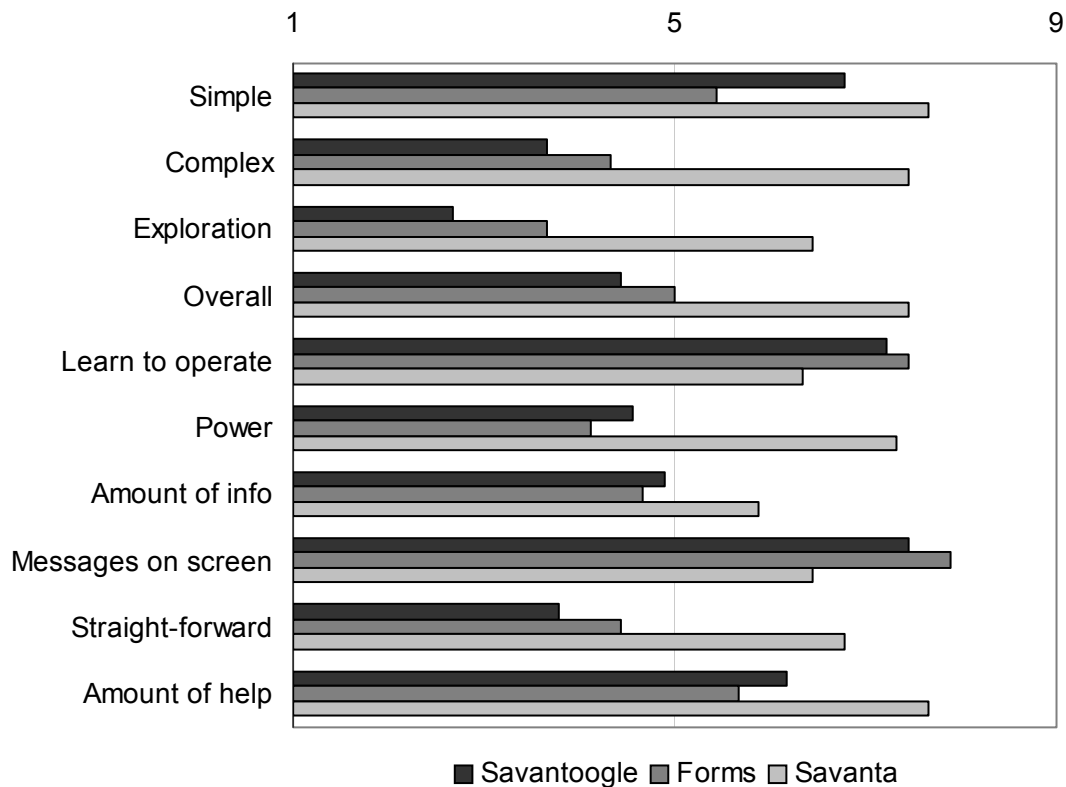 1 5 9
Simple
Complex
Exploration
Overall
Learn to operate
Power
Amount of info
Messages on screen
Straight-forward
Amount of help
Savantoogle Forms Savanta